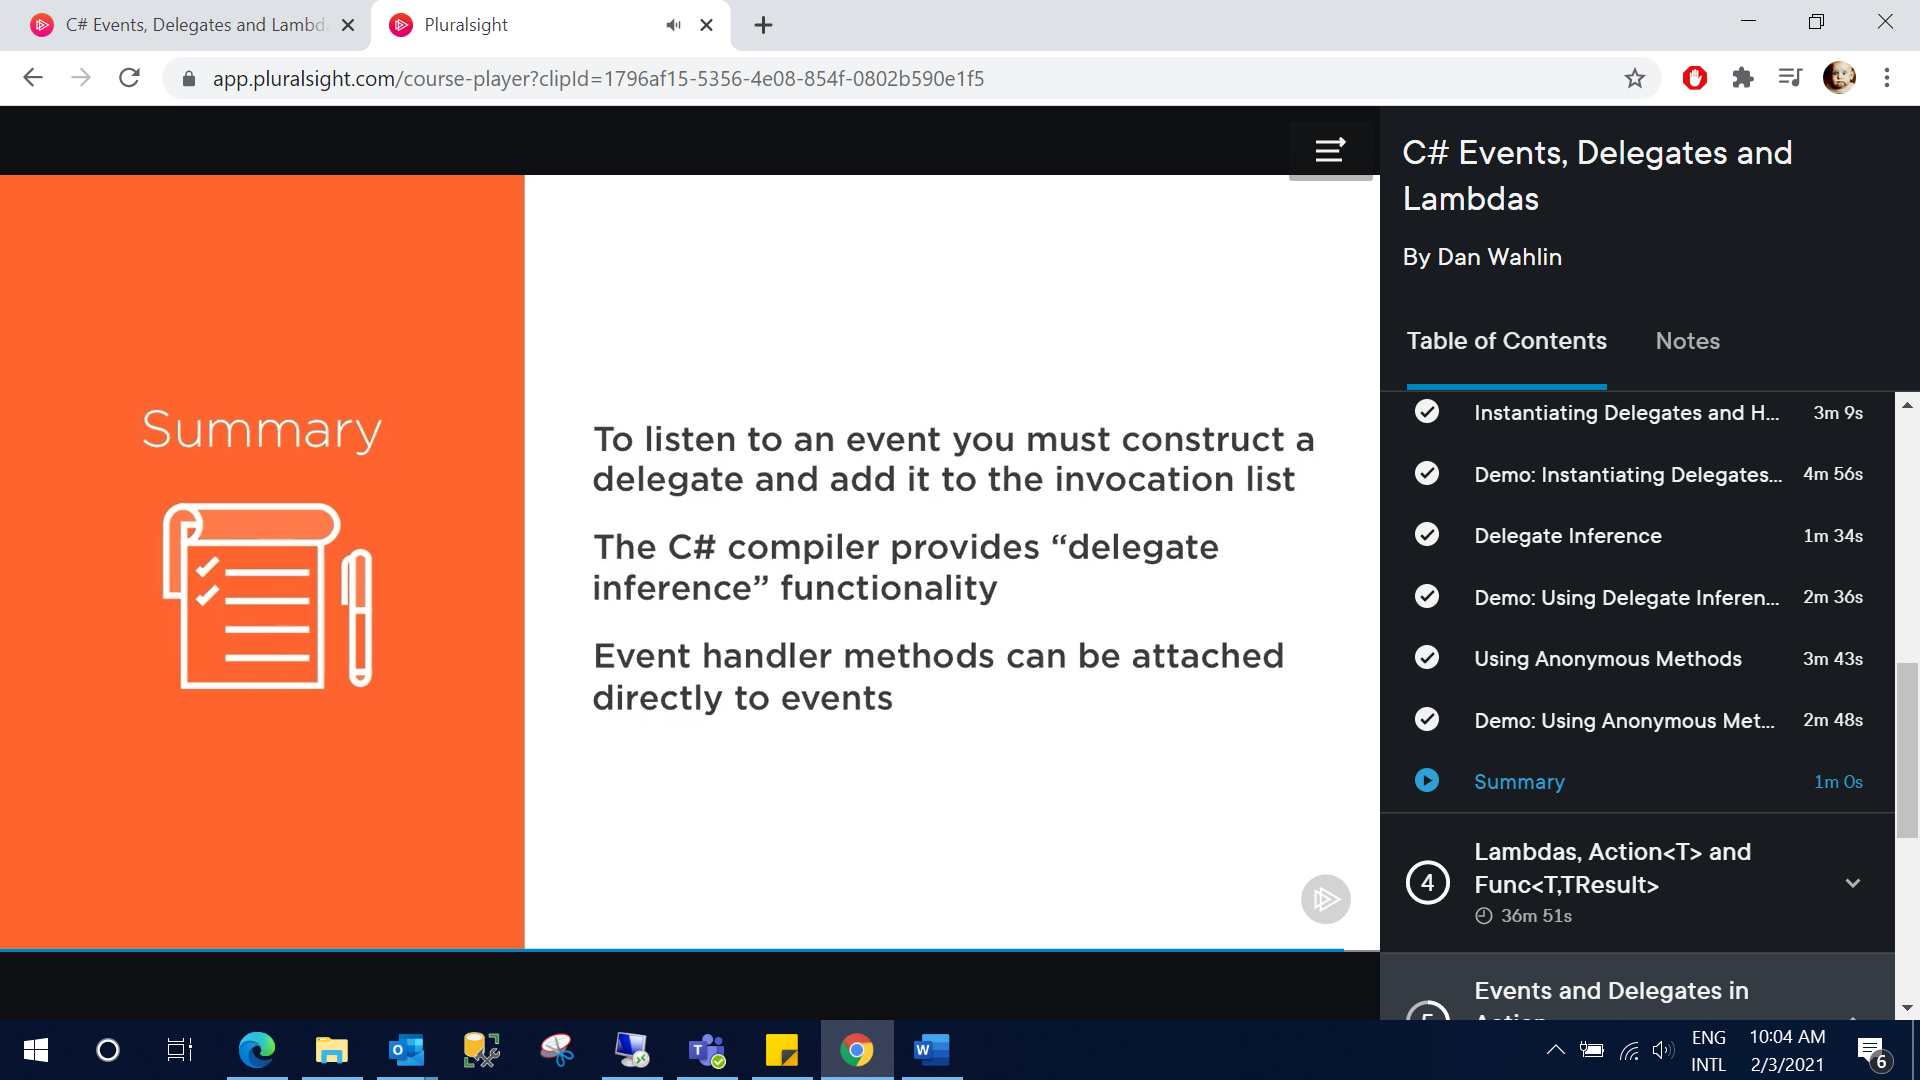 C# Events, Delegates and Lambd
Pluralsight
app.pluralsight.com/course-player?clipId=1796af15-5356-4e08-854f-0802b590e1f5
Summary
To listen to an event you must construct a
delegate and add it to the invocation list
The C# compiler provides “delegate
inference” functionality
Event handler methods can be attached
directly to events
C# Events, Delegates and
Lambdas
By Dan Wahlin
Table of Contents
Notes
Instantiating Delegates and H... 3m 9s
Demo: Instantiating Delegates... 4m 56s
Delegate Inference 1m 34s
Demo: Using Delegate Inferen... 2m 36s
Using Anonymous Methods 3m 43s
Demo: Using Anonymous Met... 2m 48s
Summary 1m 0s
4
Lambdas, Action<T> and
Func<T,TResult>
36m 51s
5
Events and Delegates in
Action
ENG
INTL
10:04 AM
2/3/2021
6